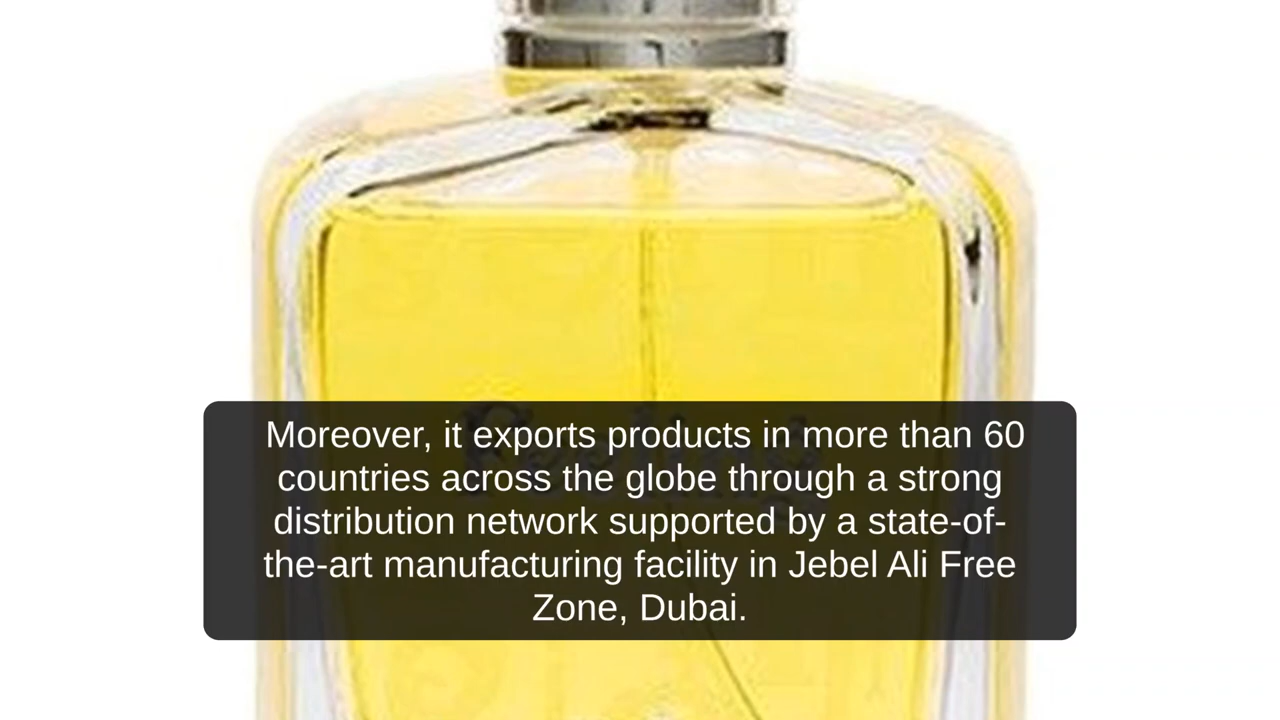 Moreover, it exports products in more than 60
countries across the globe through a strong
distribution network supported by a state-of-
the-art manufacturing facility in Jebel Ali Free
Zone, Dubai.